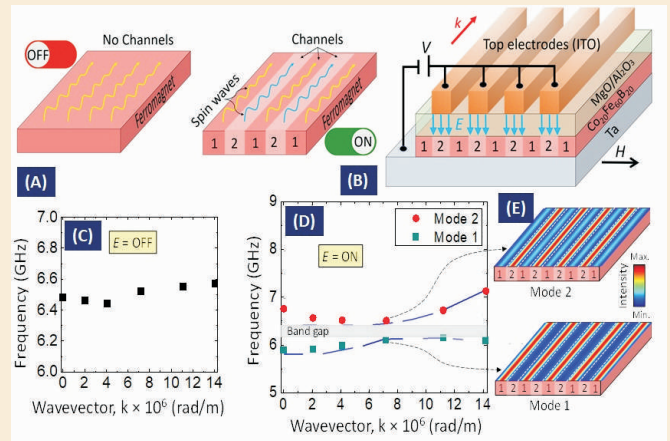 OFF
No Channels
Ferromagnet
Channels
Spin waves
Ferromagnet
1 2 1 2 1 2 1
ON
k
V
Top electrodes (ITO)
MgO/Al2O3
Co20Fe60B20
Ta
E
1 2 1 2 1 2 1 2 1
H
(A)
(B)
(C)
E = OFF
Frequency (GHz)
7.0
6.8
6.6
6.4
6.2
6.0
0 2 4 6 8 10 12 14
Wavevector, k × 10⁶ (rad/m)
(D)
Mode 2
Mode 1
E = ON
Band gap
Frequency (GHz)
9
8
7
6
5
0 2 4 6 8 10 12 14
Wavevector, k × 10⁶ (rad/m)
(E)
1 2 1 2 1 2 1 2 1
Mode 2
Max.
Intensity
Min.
1 2 1 2 1 2 1 2 1
Mode 1